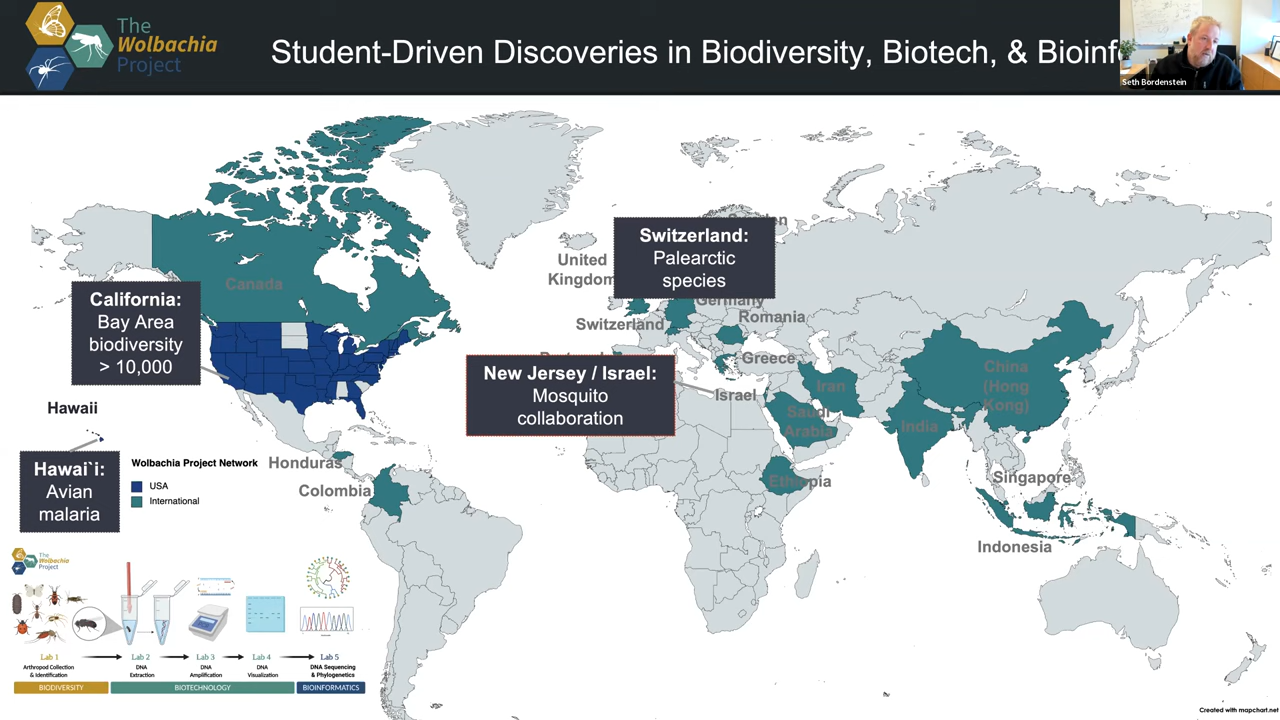 The
Wolbachia
Project
Student-Driven Discoveries in Biodiversity, Biotech, &
Seth Bordenstein
Switzerland:
Palearctic
species
United
Kingdom
Canada
Germany
California:
Bay Area
biodiversity
> 10,000
Switzerland
Romania
Greece
New Jersey / Israel:
Mosquito
collaboration
Israel
Iran
China
(Hong
Kong)
Saudi
Arabia
India
Hawaii
Hawai`i:
Avian
malaria
Wolbachia Project Network
USA
International
Honduras
Colombia
Ethiopia
Singapore
Indonesia
The
Wolbachia
Project
Lab 1
Arthropod Collection
& Identification
Lab 2
DNA
Extraction
Lab 3
DNA
Amplification
Lab 4
DNA
Visualization
Lab 5
DNA Sequencing
& Phylogenetics
BIODIVERSITY
BIOTECHNOLOGY
BIOINFORMATICS
Created with mapchart.net